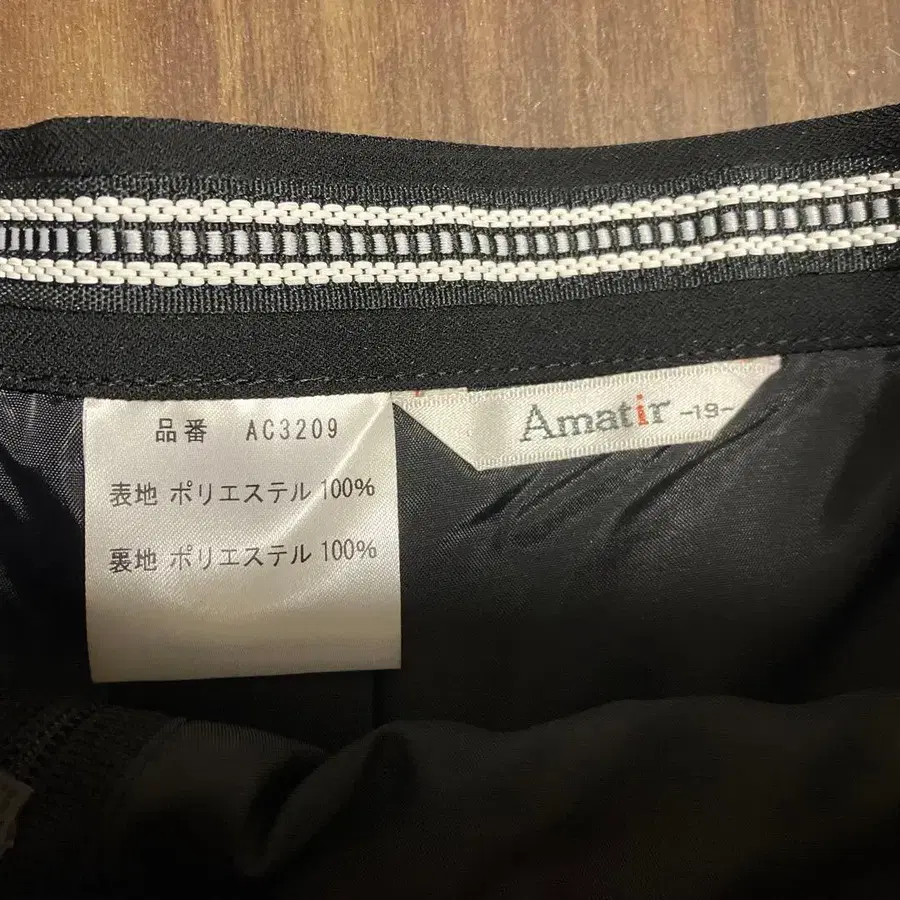 品番 AC3209
表地 ポリエステル 100%
裏地 ポリエステル 100%
Amatir -19-